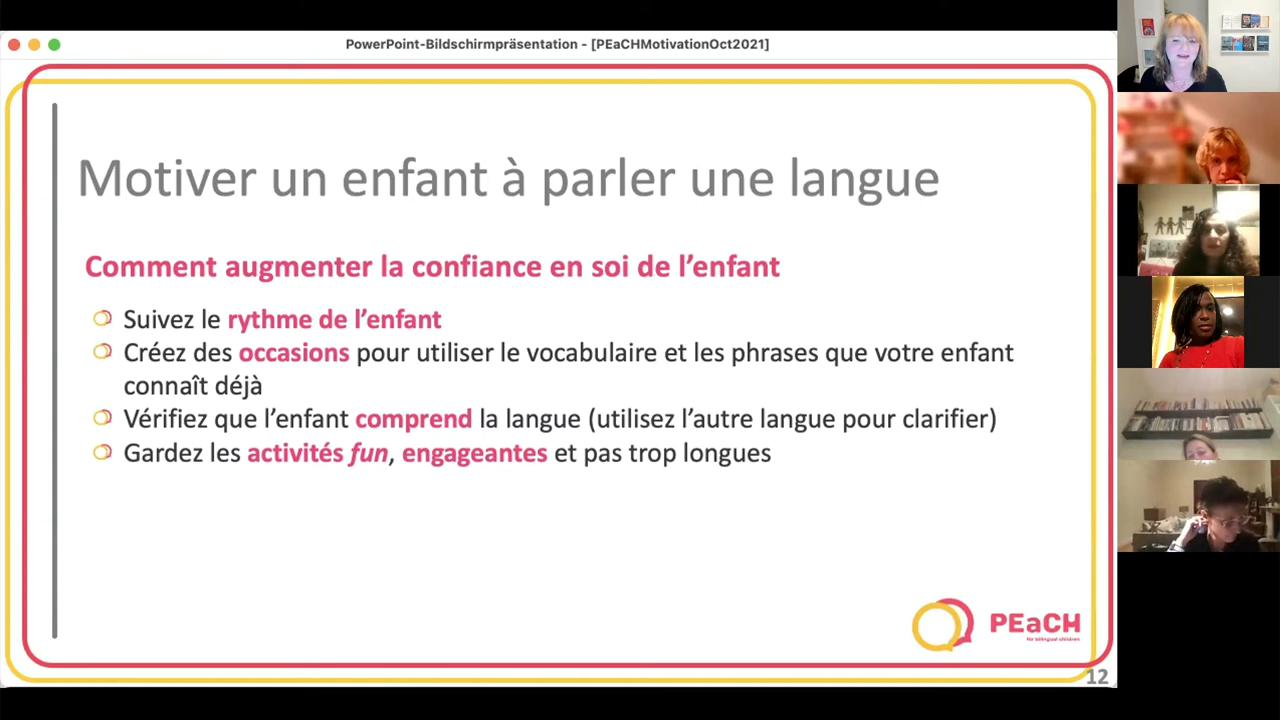 PowerPoint-Bildschirmpräsentation - [PEaCHMotivationOct2021]
Motiver un enfant à parler une langue
Comment augmenter la confiance en soi de l’enfant
Suivez le rythme de l’enfant
Créez des occasions pour utiliser le vocabulaire et les phrases que votre enfant
connaît déjà
Vérifiez que l’enfant comprend la langue (utilisez l’autre langue pour clarifier)
Gardez les activités fun, engageantes et pas trop longues
PEaCH
for bilingual children
12